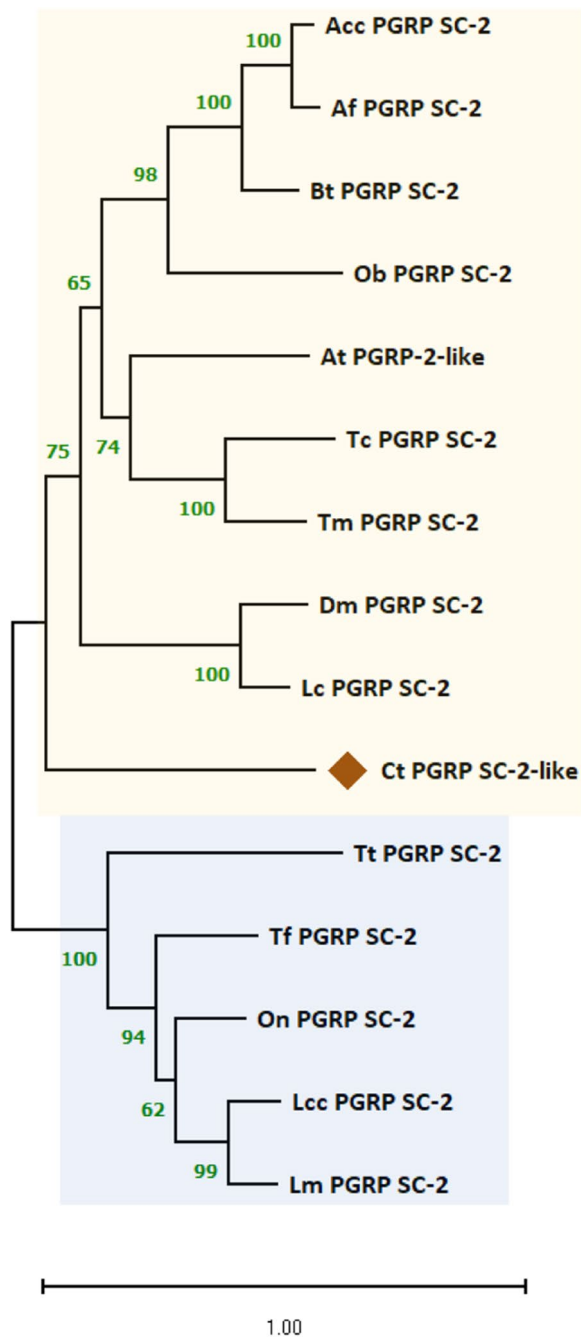 Acc PGRP SC-2
100
Af PGRP SC-2
100
98
Bt PGRP SC-2
Ob PGRP SC-2
65
At PGRP-2-like
74
75
Tc PGRP SC-2
100
Tm PGRP SC-2
Dm PGRP SC-2
100
Lc PGRP SC-2
Ct PGRP SC-2-like
Tt PGRP SC-2
Tf PGRP SC-2
100
On PGRP SC-2
94
Lcc PGRP SC-2
62
99
Lm PGRP SC-2
1.00